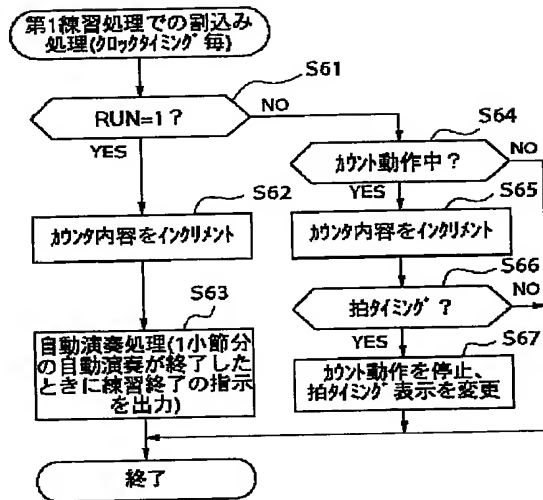 第1練習処理での割込み
処理(クロックタイミング毎)
S61
RUN=1?
NO
YES
S64
カウント動作中?
NO
YES
S62
カウンタ内容をインクリメント
S65
カウンタ内容をインクリメント
S66
拍タイミング?
NO
YES
S63
自動演奏処理(1小節分
の自動演奏が終了した
ときに練習終了の指示
を出力)
S67
カウント動作を停止、
拍タイミング表示を変更
終了